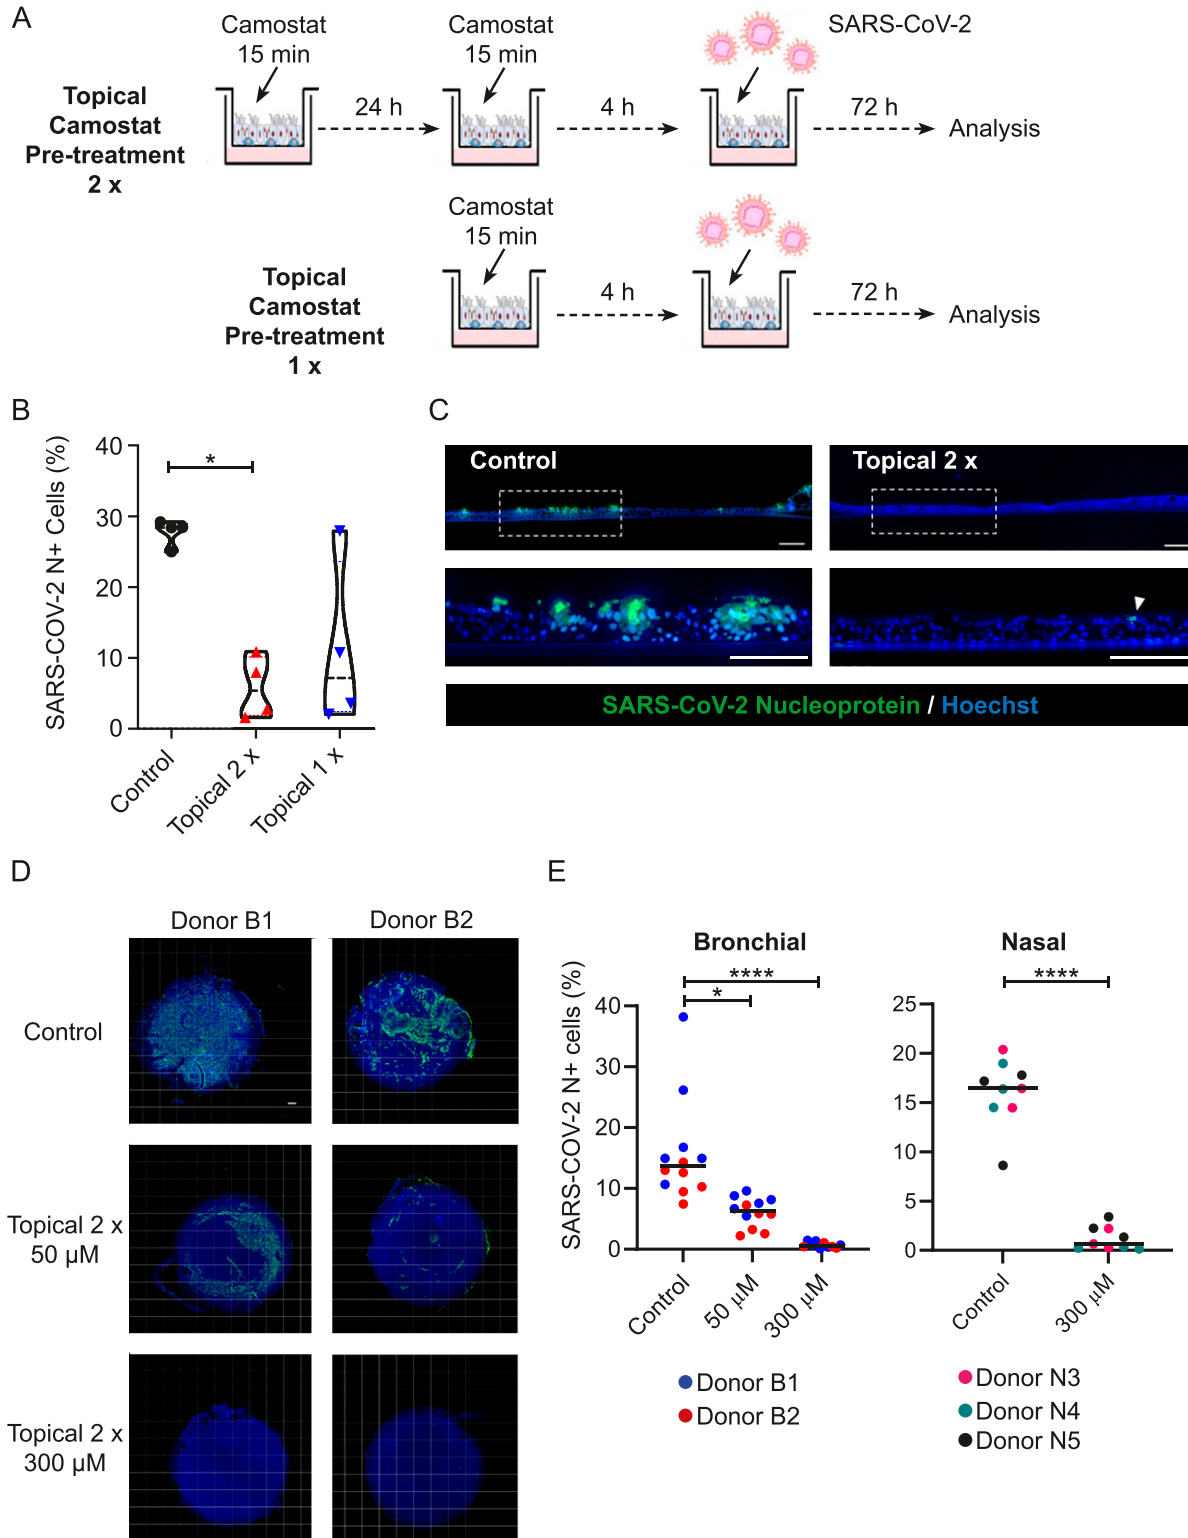 A
Camostat
15 min
Camostat
15 min
SARS-CoV-2
Topical
Camostat
Pre-treatment
2 x
24 h
4 h
72 h
Analysis
Camostat
15 min
Topical
Camostat
Pre-treatment
1 x
4 h
72 h
Analysis
B
SARS-COV-2 N+ Cells (%)
40
30
20
10
0
*
Control
Topical 2 x
Topical 1 x
C
Control
Topical 2 x
SARS-CoV-2 Nucleoprotein / Hoechst
D
Donor B1
Donor B2
Control
Topical 2 x
50 µM
Topical 2 x
300 µM
E
Bronchial
SARS-COV-2 N+ cells (%)
****
*
40
30
20
10
0
Control
50 µM
300 µM
Donor B1
Donor B2
Nasal
****
25
20
15
10
5
0
Control
300 µM
Donor N3
Donor N4
Donor N5